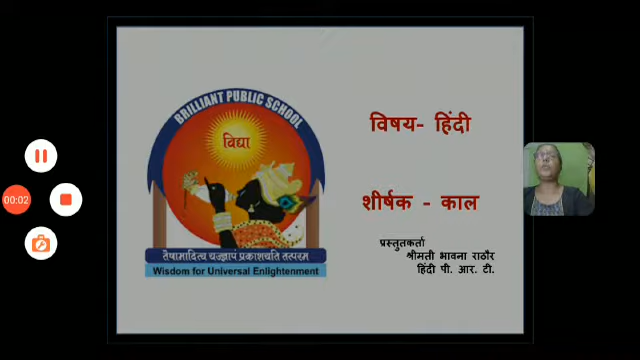 BRILLIANT PUBLIC SCHOOL
विद्या
तेषामादित्य चज्ज्ञापं प्रकाशयति तत्परम
Wisdom for Universal Enlightenment
विषय- हिंदी
शीर्षक - काल
प्रस्तुतकर्ता
श्रीमती भावना राठौर
हिंदी पी. आर. टी.
00:02